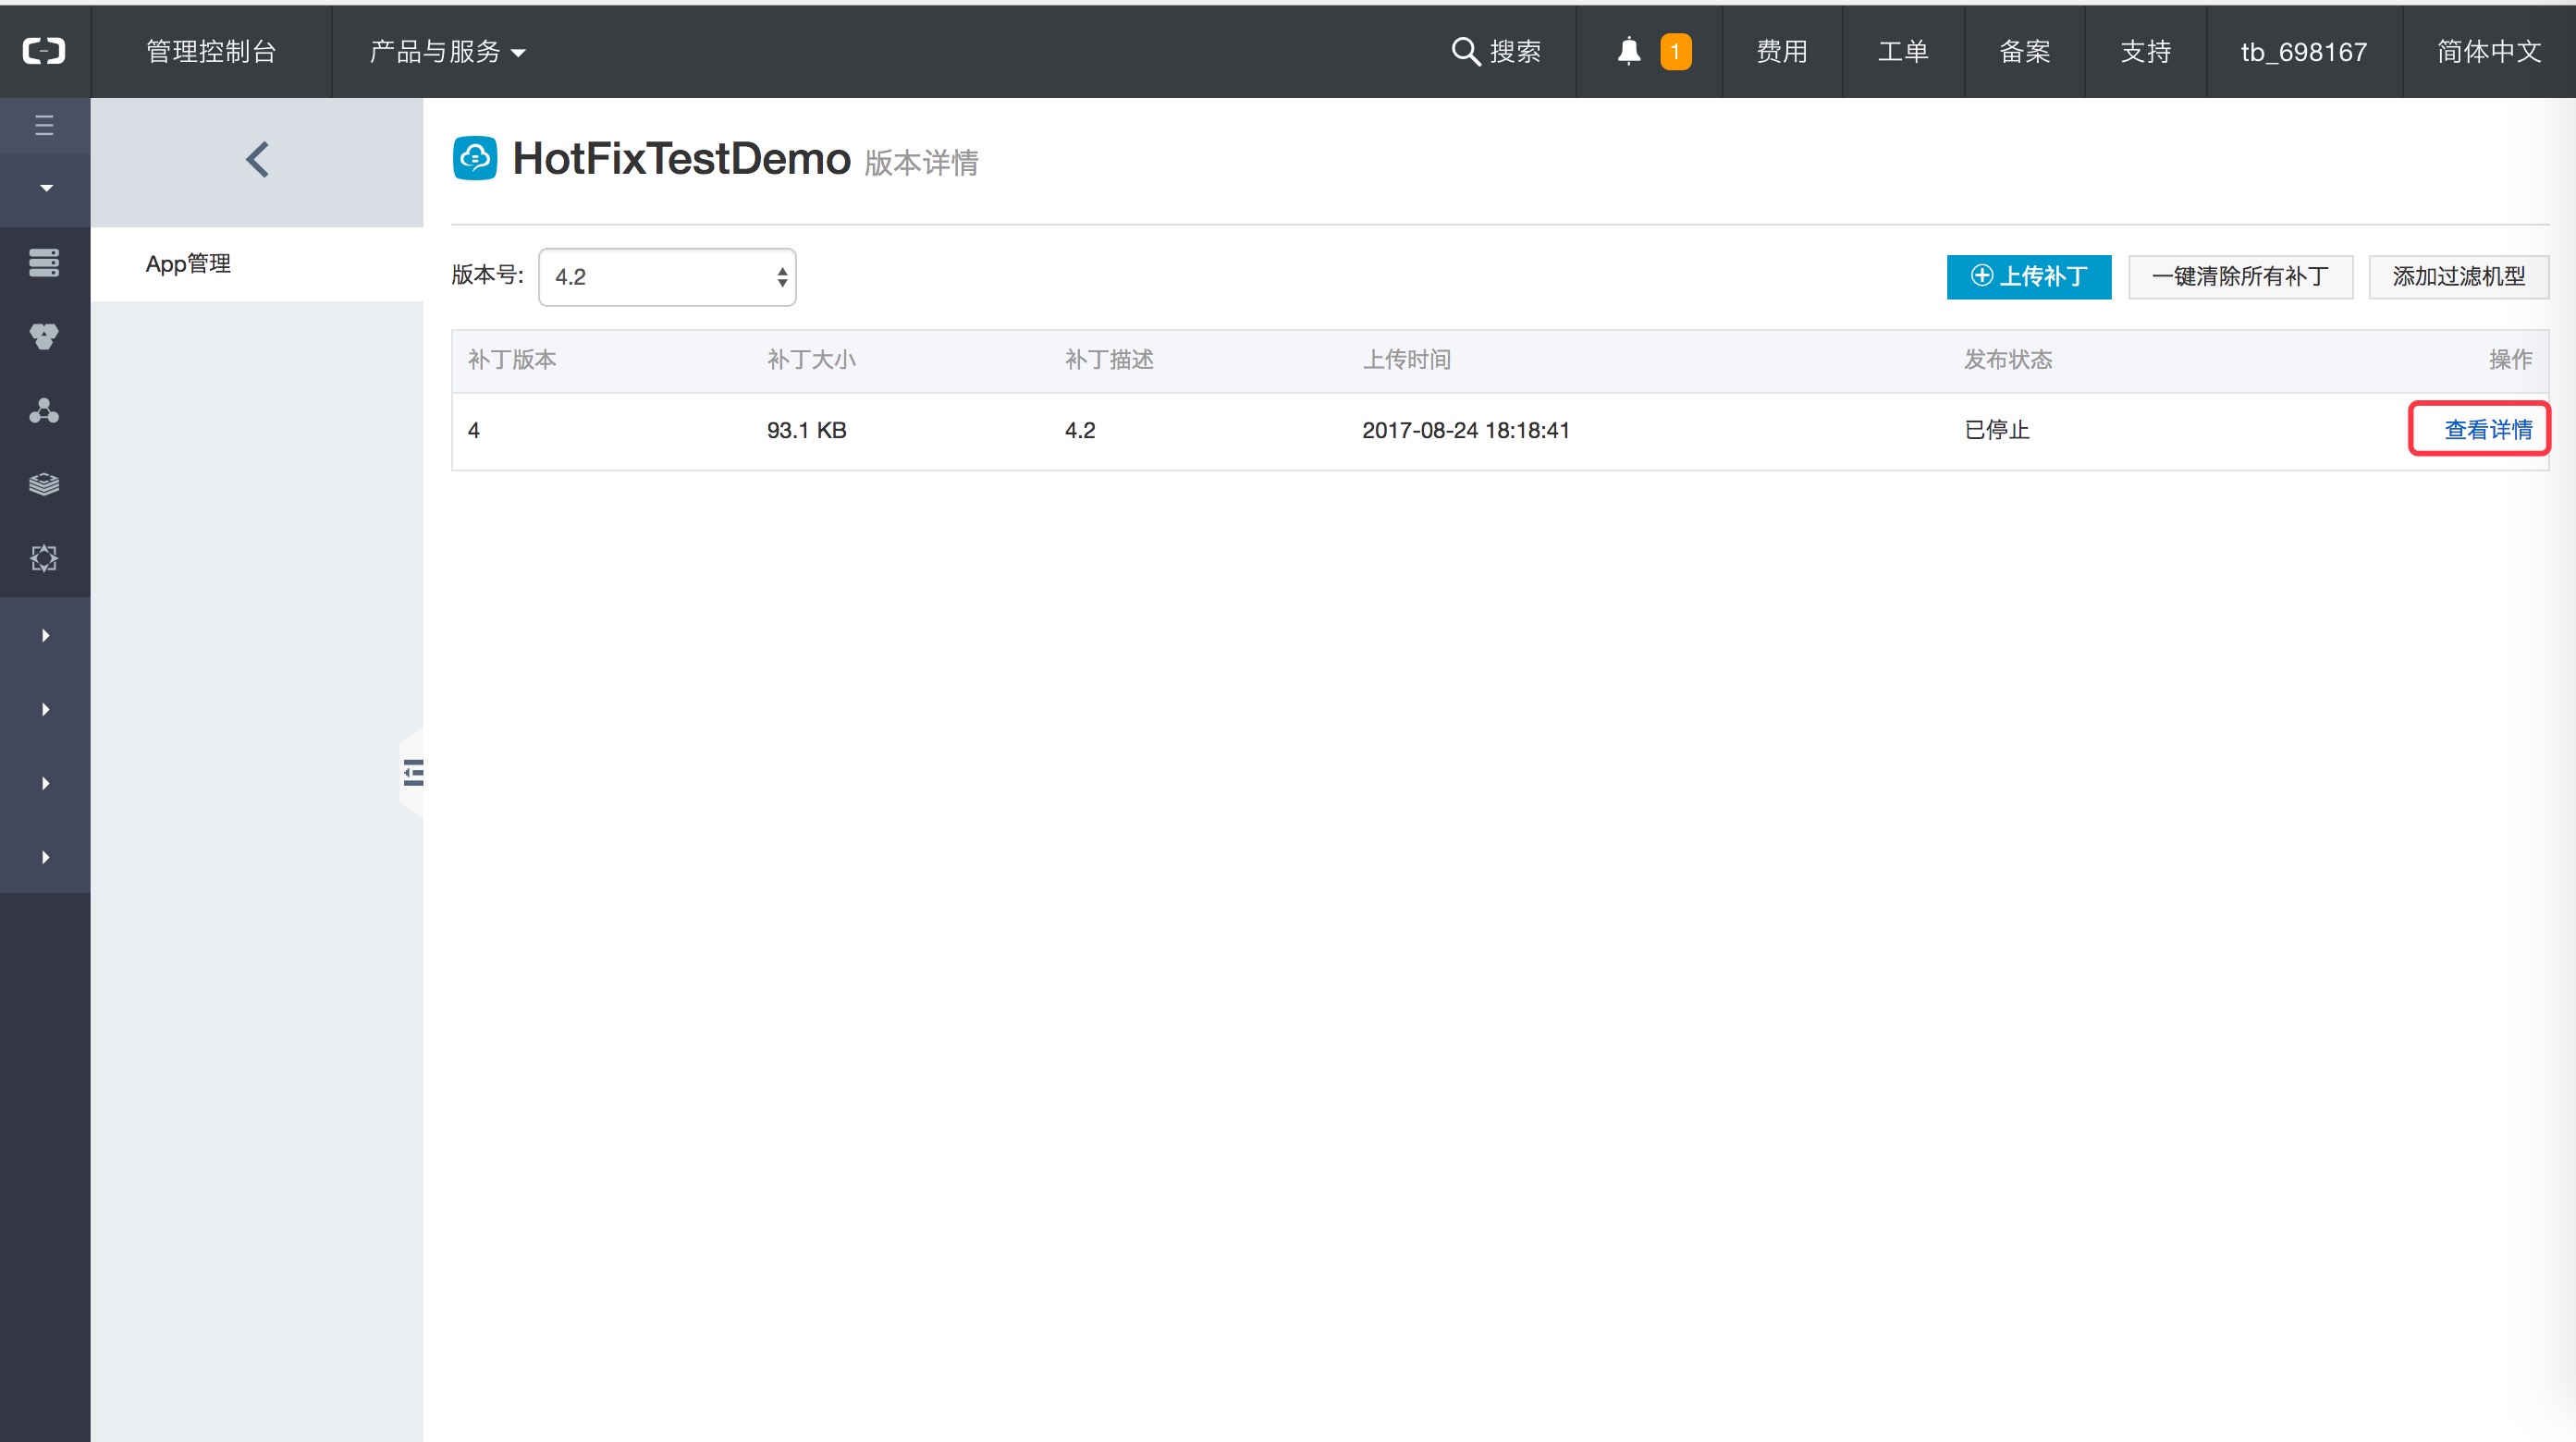 管理控制台 产品与服务 搜索 1 费用 工单 备案 支持 tb_698167 简体中文
HotFixTestDemo 版本详情
App管理
版本号: 4.2 上传补丁 一键清除所有补丁 添加过滤机型
补丁版本 补丁大小 补丁描述 上传时间 发布状态 操作
4 93.1 KB 4.2 2017-08-24 18:18:41 已停止 查看详情